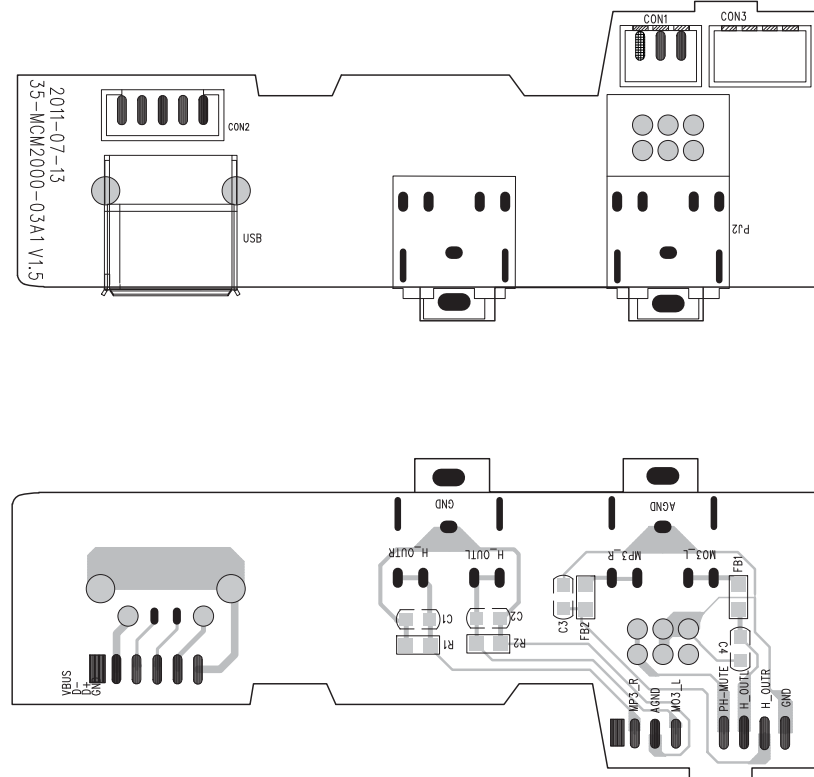 CON1
CON3
2011-07-13
35-MCM2000-03A1 V1.5
CON2
USB
PJ2
GND
AGND
H_OUTR
H_OUTL
MP3_R
MO3_L
FB1
C1
C2
C3
FB2
R1
R2
C4
VBUS
D-
D+
GN
MP3_R
AGND
MO3_L
PH-MUTE
H_OUTL
H_OUTR
GND